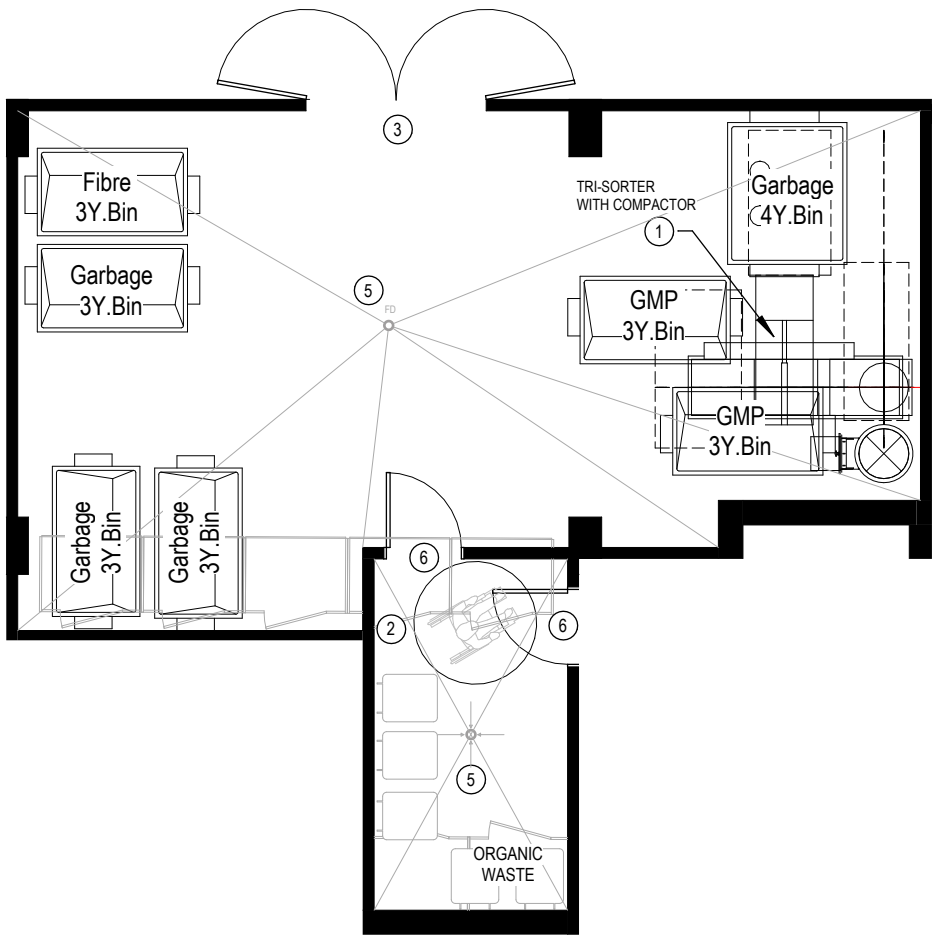 3
Fibre
3Y.Bin
Garbage
3Y.Bin
5
FD
TRI-SORTER
WITH COMPACTOR
1
Garbage
4Y.Bin
GMP
3Y.Bin
GMP
3Y.Bin
Garbage
3Y.Bin
Garbage
3Y.Bin
6
2
6
5
ORGANIC
WASTE